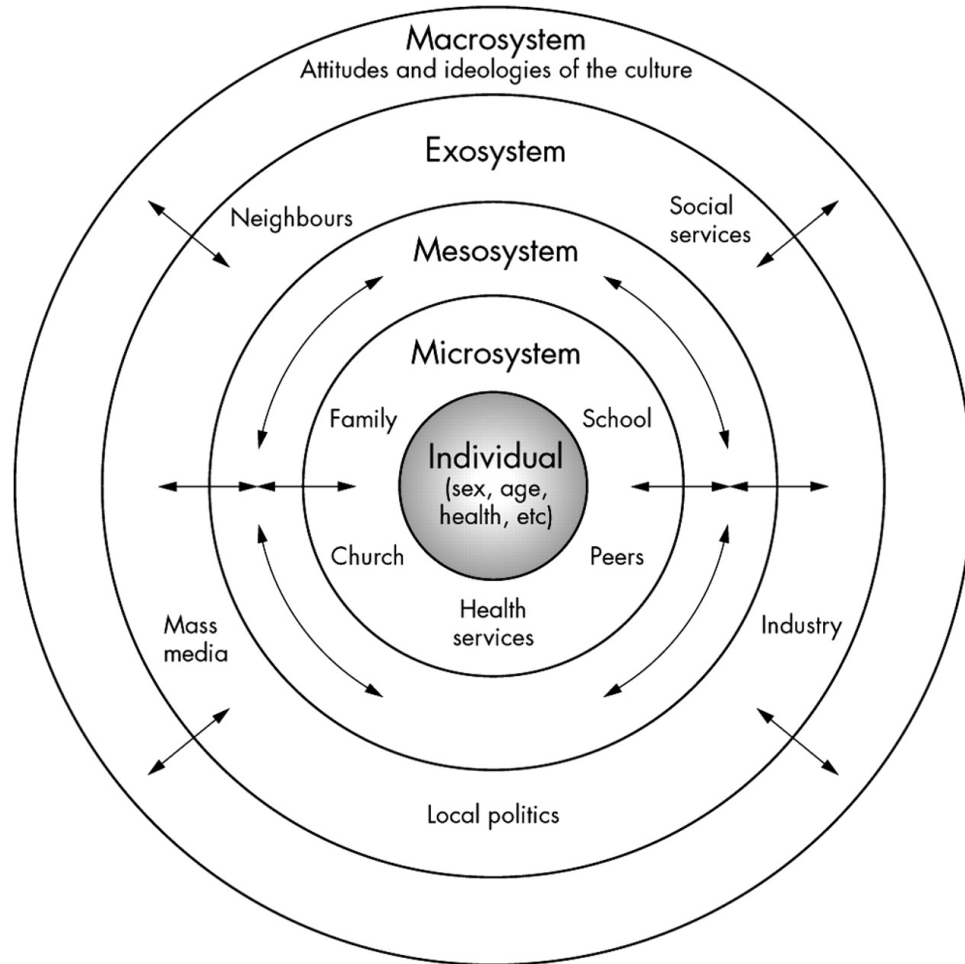 Macrosystem
Attitudes and ideologies of the culture
Exosystem
Neighbours
Social
services
Mesosystem
Microsystem
Family
School
Individual
(sex, age,
health, etc)
Church
Peers
Health
services
Mass
media
Industry
Local politics